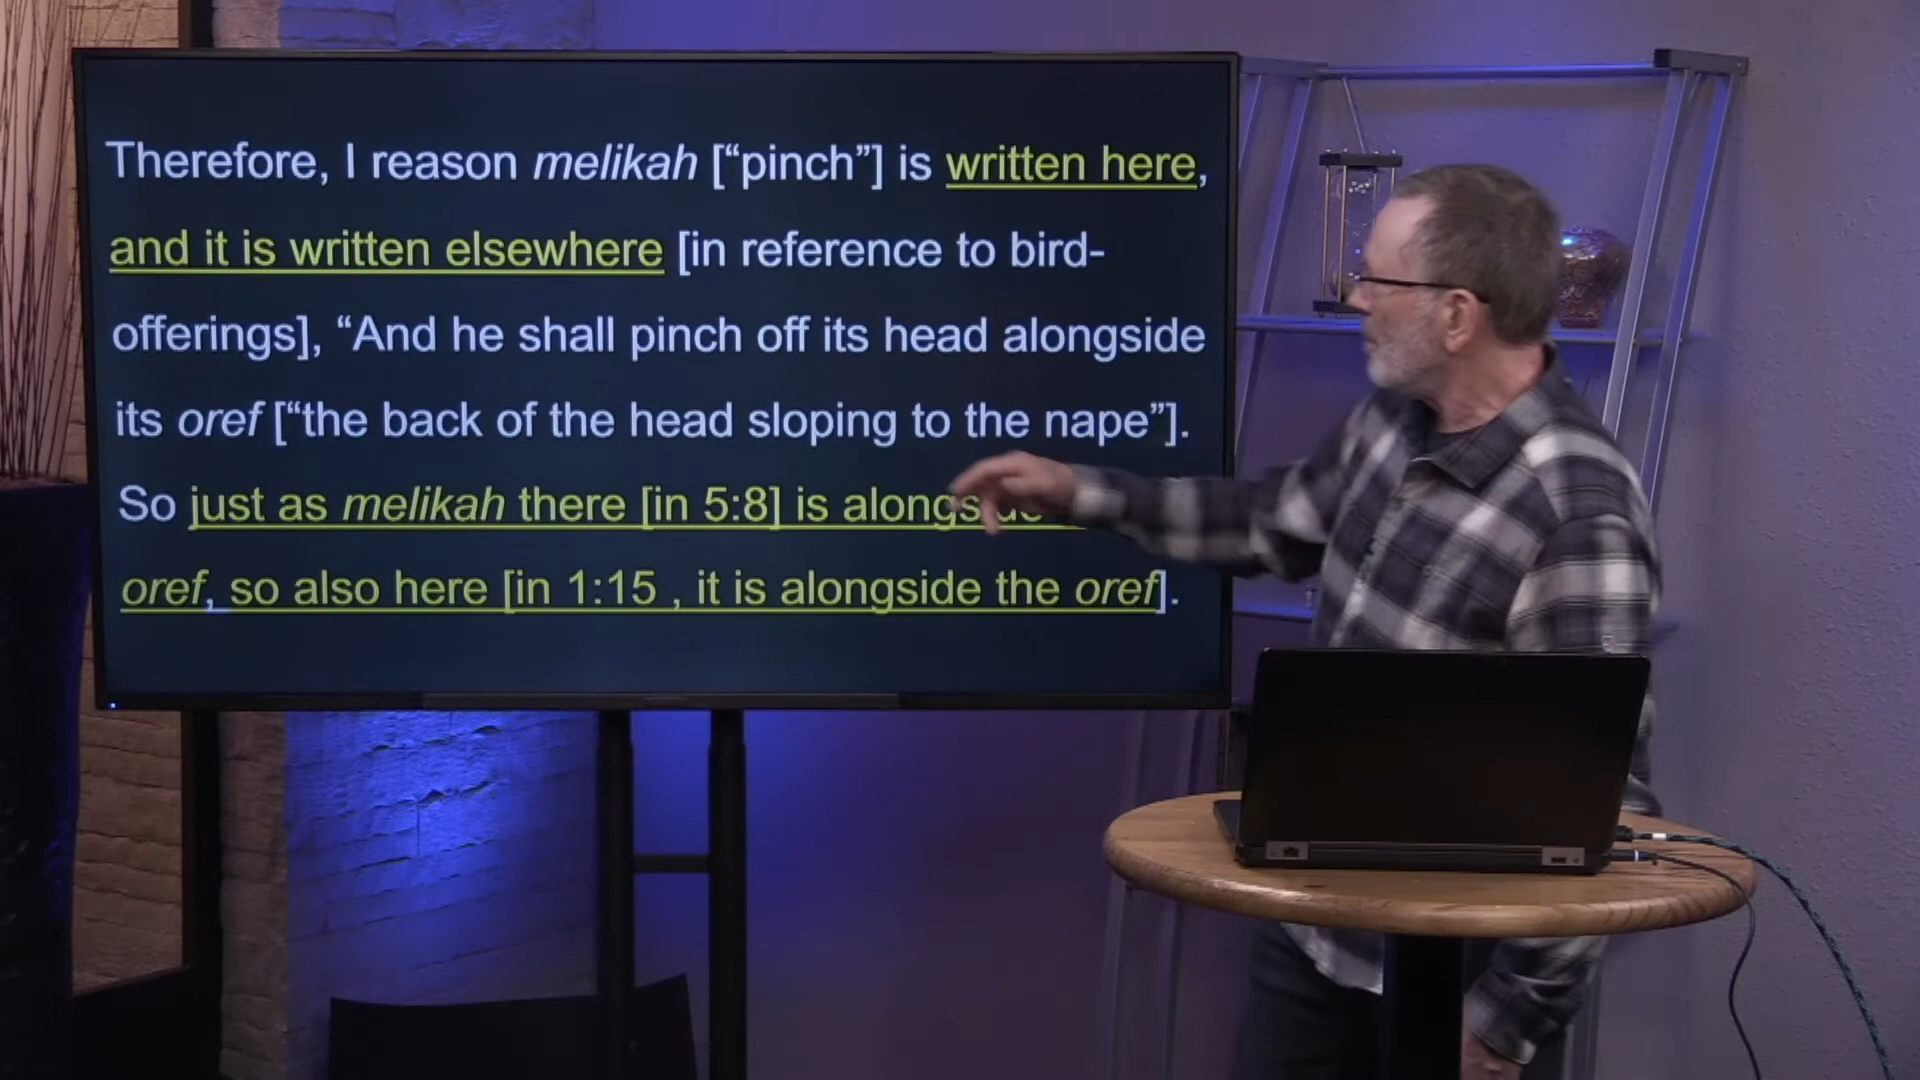 Therefore, I reason melikah [“pinch”] is written here,
and it is written elsewhere [in reference to bird-
offerings], “And he shall pinch off its head alongside
its oref [“the back of the head sloping to the nape”].
So just as melikah there [in 5:8] is alongside
oref, so also here [in 1:15 , it is alongside the oref].